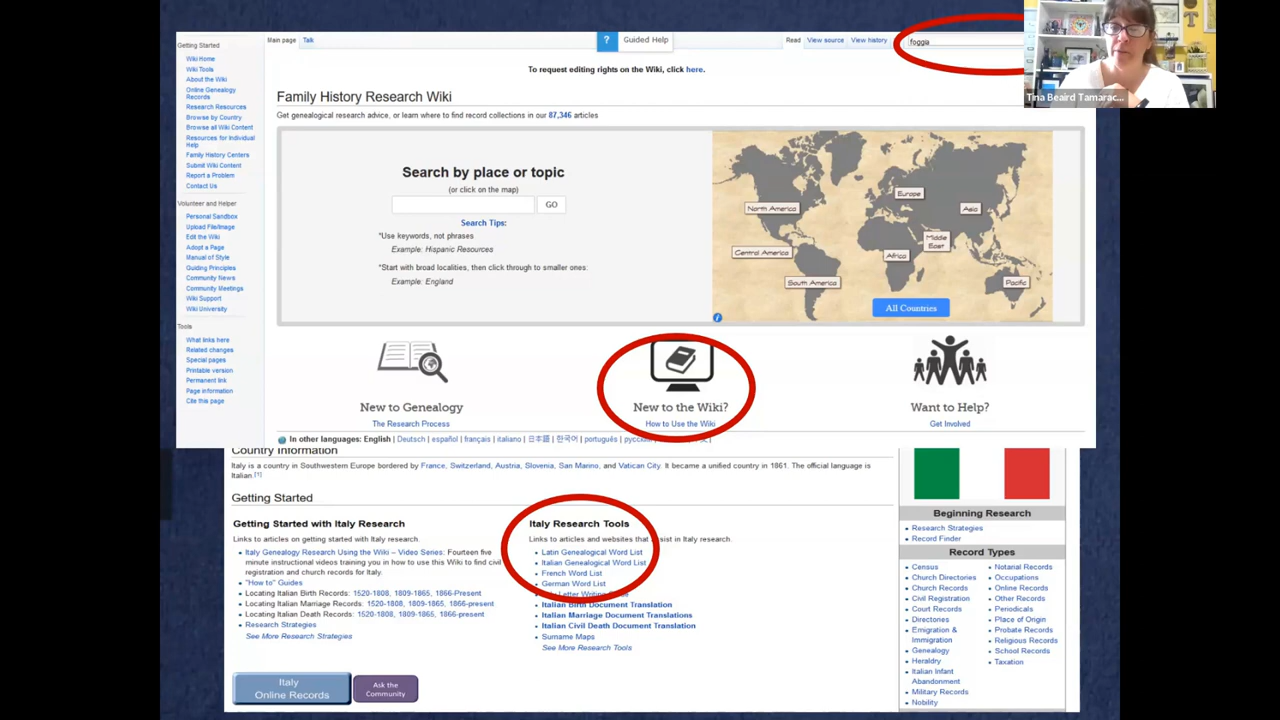 Getting Started
Wiki Home
Wiki Tools
About the Wiki
Online Genealogy
Records
Research Resources
Browse by Country
Browse all Wiki Content
Resources for Individual
Help
Family History Centers
Submit Wiki Content
Report a Problem
Contact Us
Volunteer and Helper
Personal Sandbox
Upload File/Image
Edit the Wiki
Adopt a Page
Manual of Style
Guiding Principles
Community News
Community Meetings
Wiki Support
Wiki University
Tools
What links here
Related changes
Special pages
Printable version
Permanent link
Page information
Cite this page
Main page Talk
? Guided Help
Read View source View history
foggia
Tina Beaird Tamarac...
To request editing rights on the Wiki, click here.
Family History Research Wiki
Get genealogical research advice, or learn where to find record collections in our 87,346 articles
Search by place or topic
(or click on the map)
GO
Search Tips:
*Use keywords, not phrases
Example: Hispanic Resources
*Start with broad localities, then click through to smaller ones:
Example: England
North America
Europe
Asia
Middle
East
Central America
Africa
South America
Pacific
All Countries
i
New to Genealogy
The Research Process
New to the Wiki?
How to Use the Wiki
Want to Help?
Get Involved
In other languages: English | Deutsch | español | français | italiano | 日本語 | 한국어 | português |
Country Information
Italy is a country in Southwestern Europe bordered by France, Switzerland, Austria, Slovenia, San Marino, and Vatican City. It became a unified country in 1861. The official language is
Italian.[1]
Getting Started
Getting Started with Italy Research
Links to articles on getting started with Italy research.
Italy Genealogy Research Using the Wiki – Video Series: Fourteen five
minute instructional videos training you in how to use this Wiki to find civil
registration and church records for Italy.
"How to" Guides
Locating Italian Birth Records: 1520-1808, 1809-1865, 1866-Present
Locating Italian Marriage Records: 1520-1808, 1809-1865, 1866-present
Locating Italian Death Records: 1520-1808, 1809-1865, 1866-present
Research Strategies
See More Research Strategies
Italy Research Tools
Links to articles and websites that assist in Italy research.
Latin Genealogical Word List
Italian Genealogical Word List
French Word List
German Word List
Letter Writing
Italian Birth Document Translation
Italian Marriage Document Translations
Italian Civil Death Document Translation
Surname Maps
See More Research Tools
Italy
Online Records
Ask the
Community
Beginning Research
Research Strategies
Record Finder
Record Types
Census
Church Directories
Church Records
Civil Registration
Court Records
Directories
Emigration &
Immigration
Genealogy
Heraldry
Italian Infant
Abandonment
Military Records
Nobility
Notarial Records
Occupations
Online Records
Other Records
Periodicals
Place of Origin
Probate Records
Religious Records
School Records
Taxation